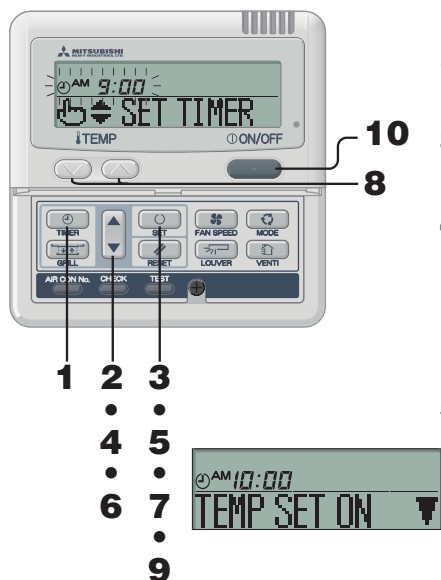 MITSUBISHI
HEAVY INDUSTRIES, LTD.
AM 9:00
SET TIMER
TEMP
ON/OFF
10
8
TIMER
SET
FAN SPEED
MODE
GRILL
RESET
LOUVER
VENTI
AIR CON No.
CHECK
TEST
1
2
3
•
•
4
5
•
•
6
7
•
9
AM 10:00
TEMP SET ON